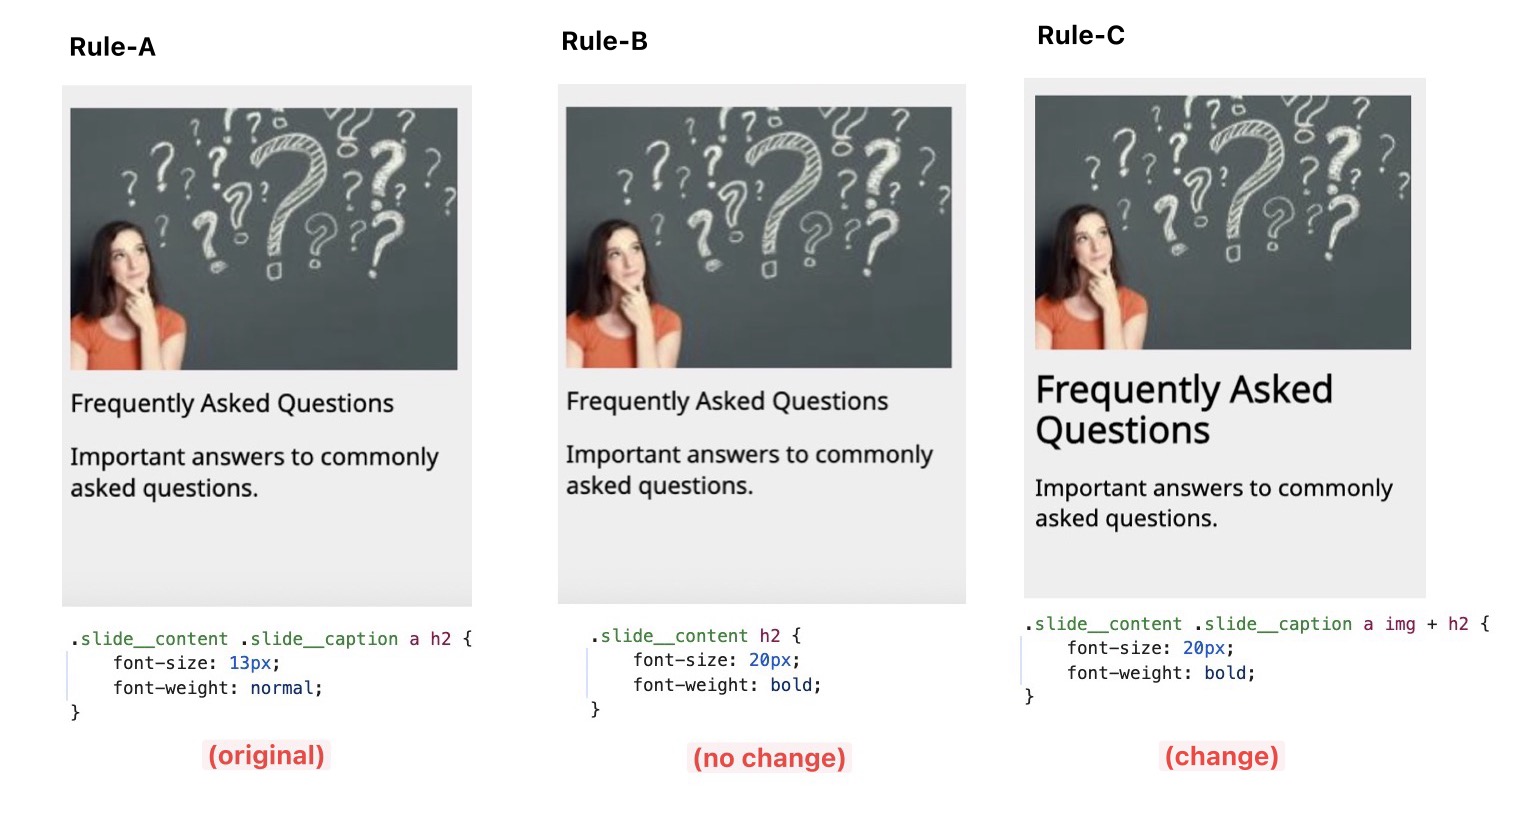 Rule-A
Frequently Asked Questions
Important answers to commonly
asked questions.
.slide__content .slide__caption a h2 {
    font-size: 13px;
    font-weight: normal;
}
(original)
Rule-B
Frequently Asked Questions
Important answers to commonly
asked questions.
.slide__content h2 {
    font-size: 20px;
    font-weight: bold;
}
(no change)
Rule-C
Frequently Asked
Questions
Important answers to commonly
asked questions.
.slide__content .slide__caption a img + h2 {
    font-size: 20px;
    font-weight: bold;
}
(change)